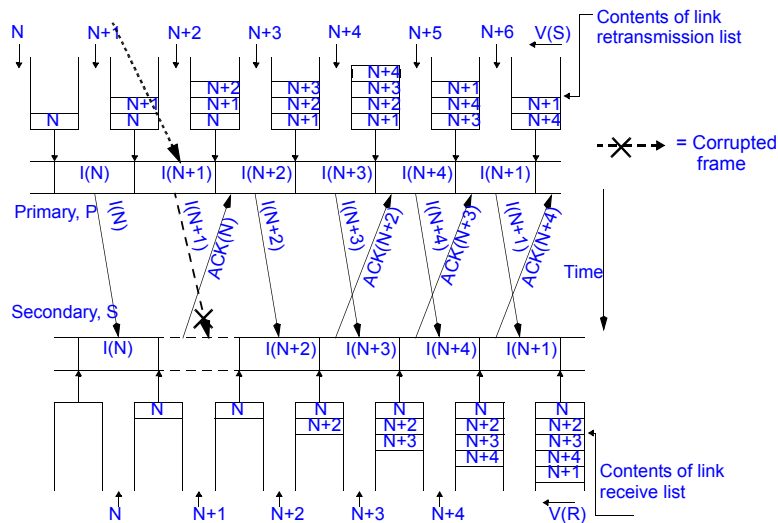 N N+1 N+2 N+3 N+4 N+5 N+6 V(S)
Contents of link
retransmission list
N
N+1
N
N+2
N+1
N
N+3
N+2
N+1
N+4
N+3
N+2
N+1
N+1
N+4
N+3
N+1
N+4
= Corrupted
frame
I(N) I(N+1) I(N+2) I(N+3) I(N+4) I(N+1)
Primary, P
I(N) I(N+1) ACK(N) I(N+2) I(N+3) ACK(N+2) I(N+4) ACK(N+3) I(N+1) ACK(N+4)
Time
Secondary, S
I(N) I(N+2) I(N+3) I(N+4) I(N+1)
N
N
N
N+2
N
N+2
N+3
N
N+2
N+3
N+4
N
N+2
N+3
N+4
N+1
Contents of link
receive list
N N+1 N+2 N+3 N+4 V(R)